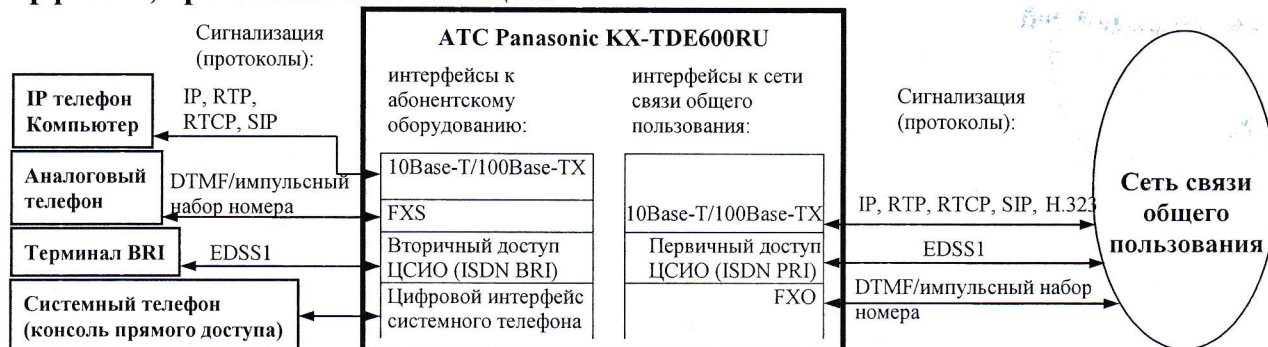 Сигнализация
(протоколы):
IP телефон
Компьютер
IP, RTP,
RTCP, SIP
Аналоговый
телефон
DTMF/импульсный
набор номера
Терминал BRI
EDSS1
Системный телефон
(консоль прямого доступа)
АТС Panasonic KX-TDE600RU
интерфейсы к
абонентскому
оборудованию:
10Base-T/100Base-TX
FXS
Вторичный доступ
ЦСИО (ISDN BRI)
Цифровой интерфейс
системного телефона
интерфейсы к сети
связи общего
пользования:
10Base-T/100Base-TX
Первичный доступ
ЦСИО (ISDN PRI)
FXO
Сигнализация
(протоколы):
IP, RTP, RTCP, SIP, H.323
EDSS1
DTMF/импульсный набор
номера
Сеть связи
общего
пользования